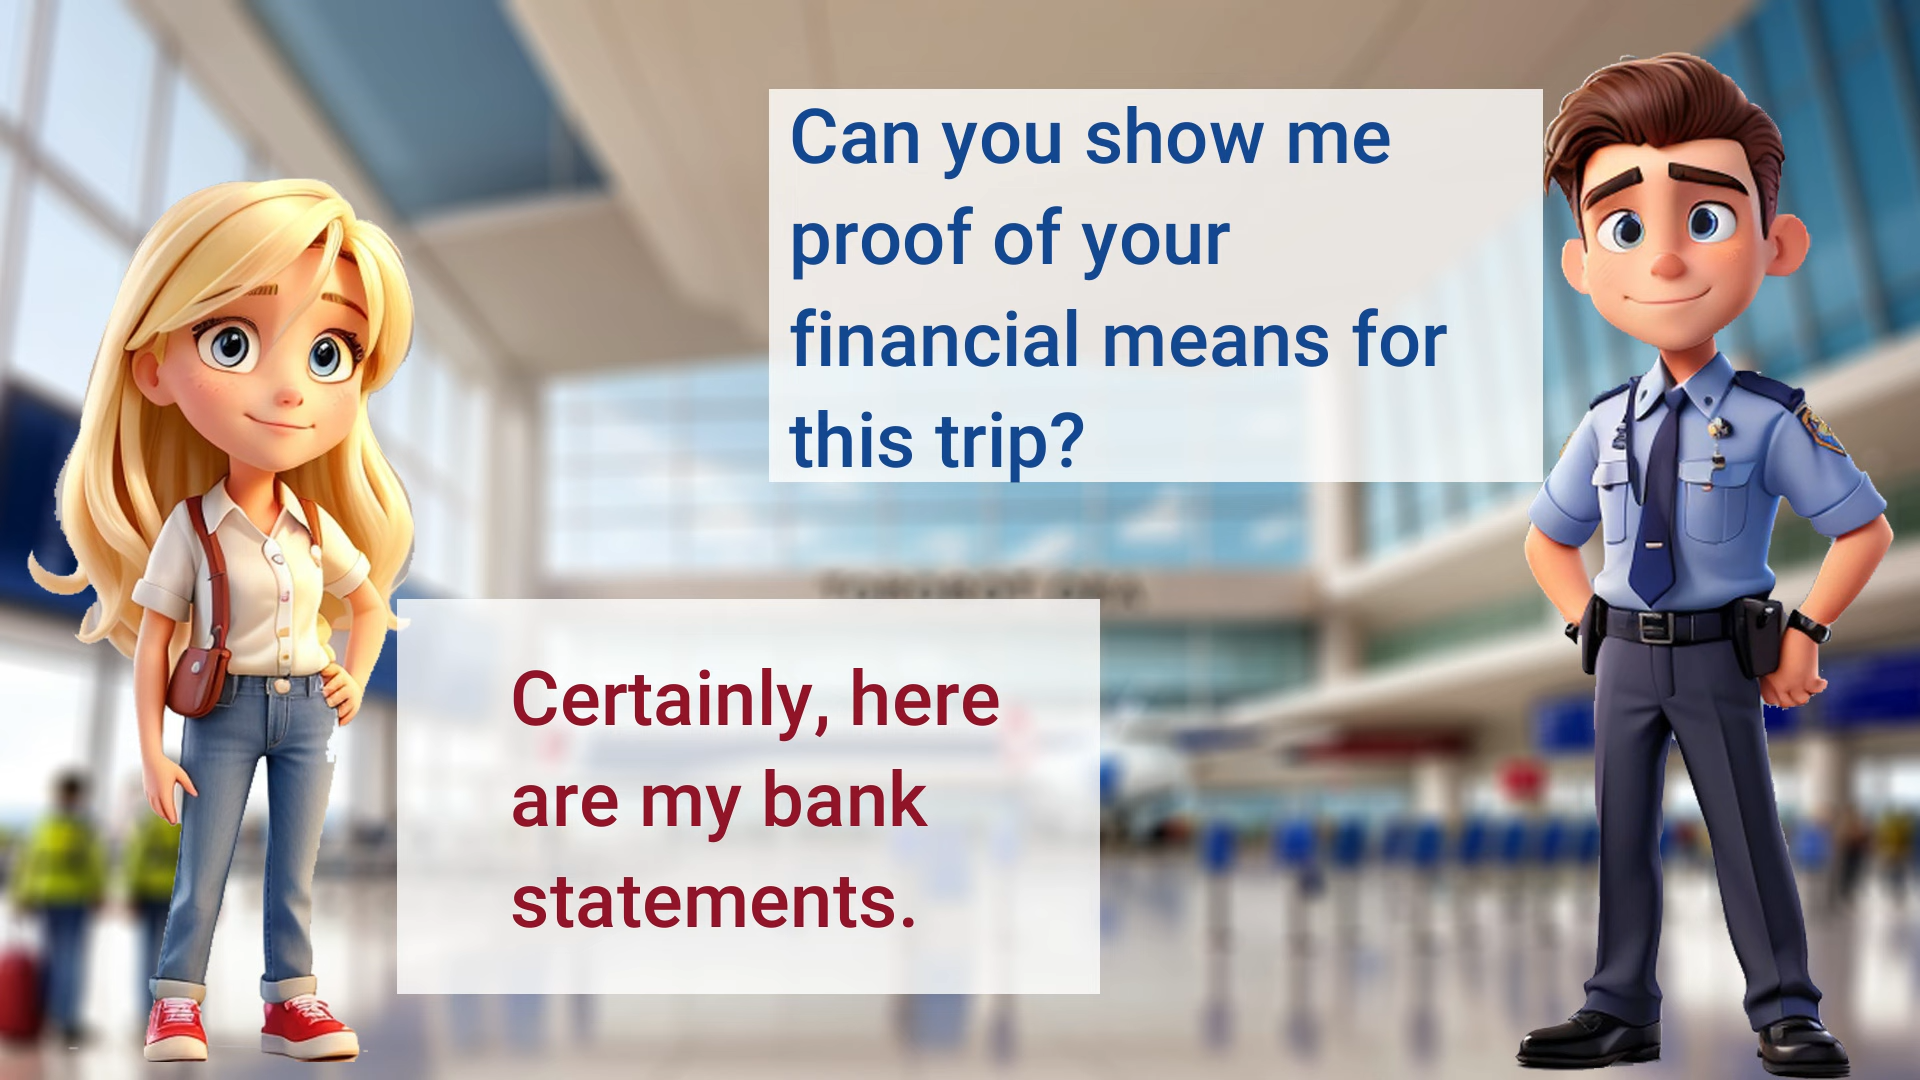 Can you show me
proof of your
financial means for
this trip?
Certainly, here
are my bank
statements.